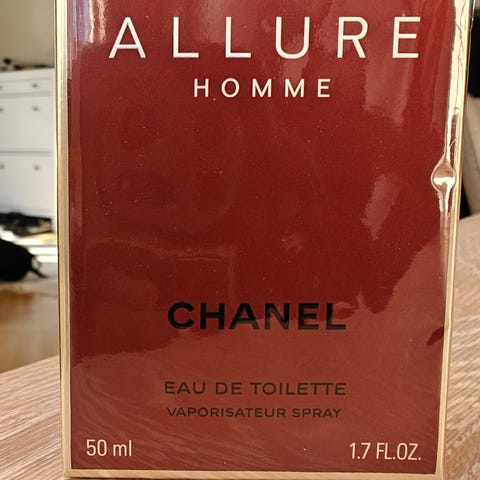 ALLURE
HOMME
CHANEL
EAU DE TOILETTE
VAPORISATEUR SPRAY
50 ml 1.7 FL.OZ.